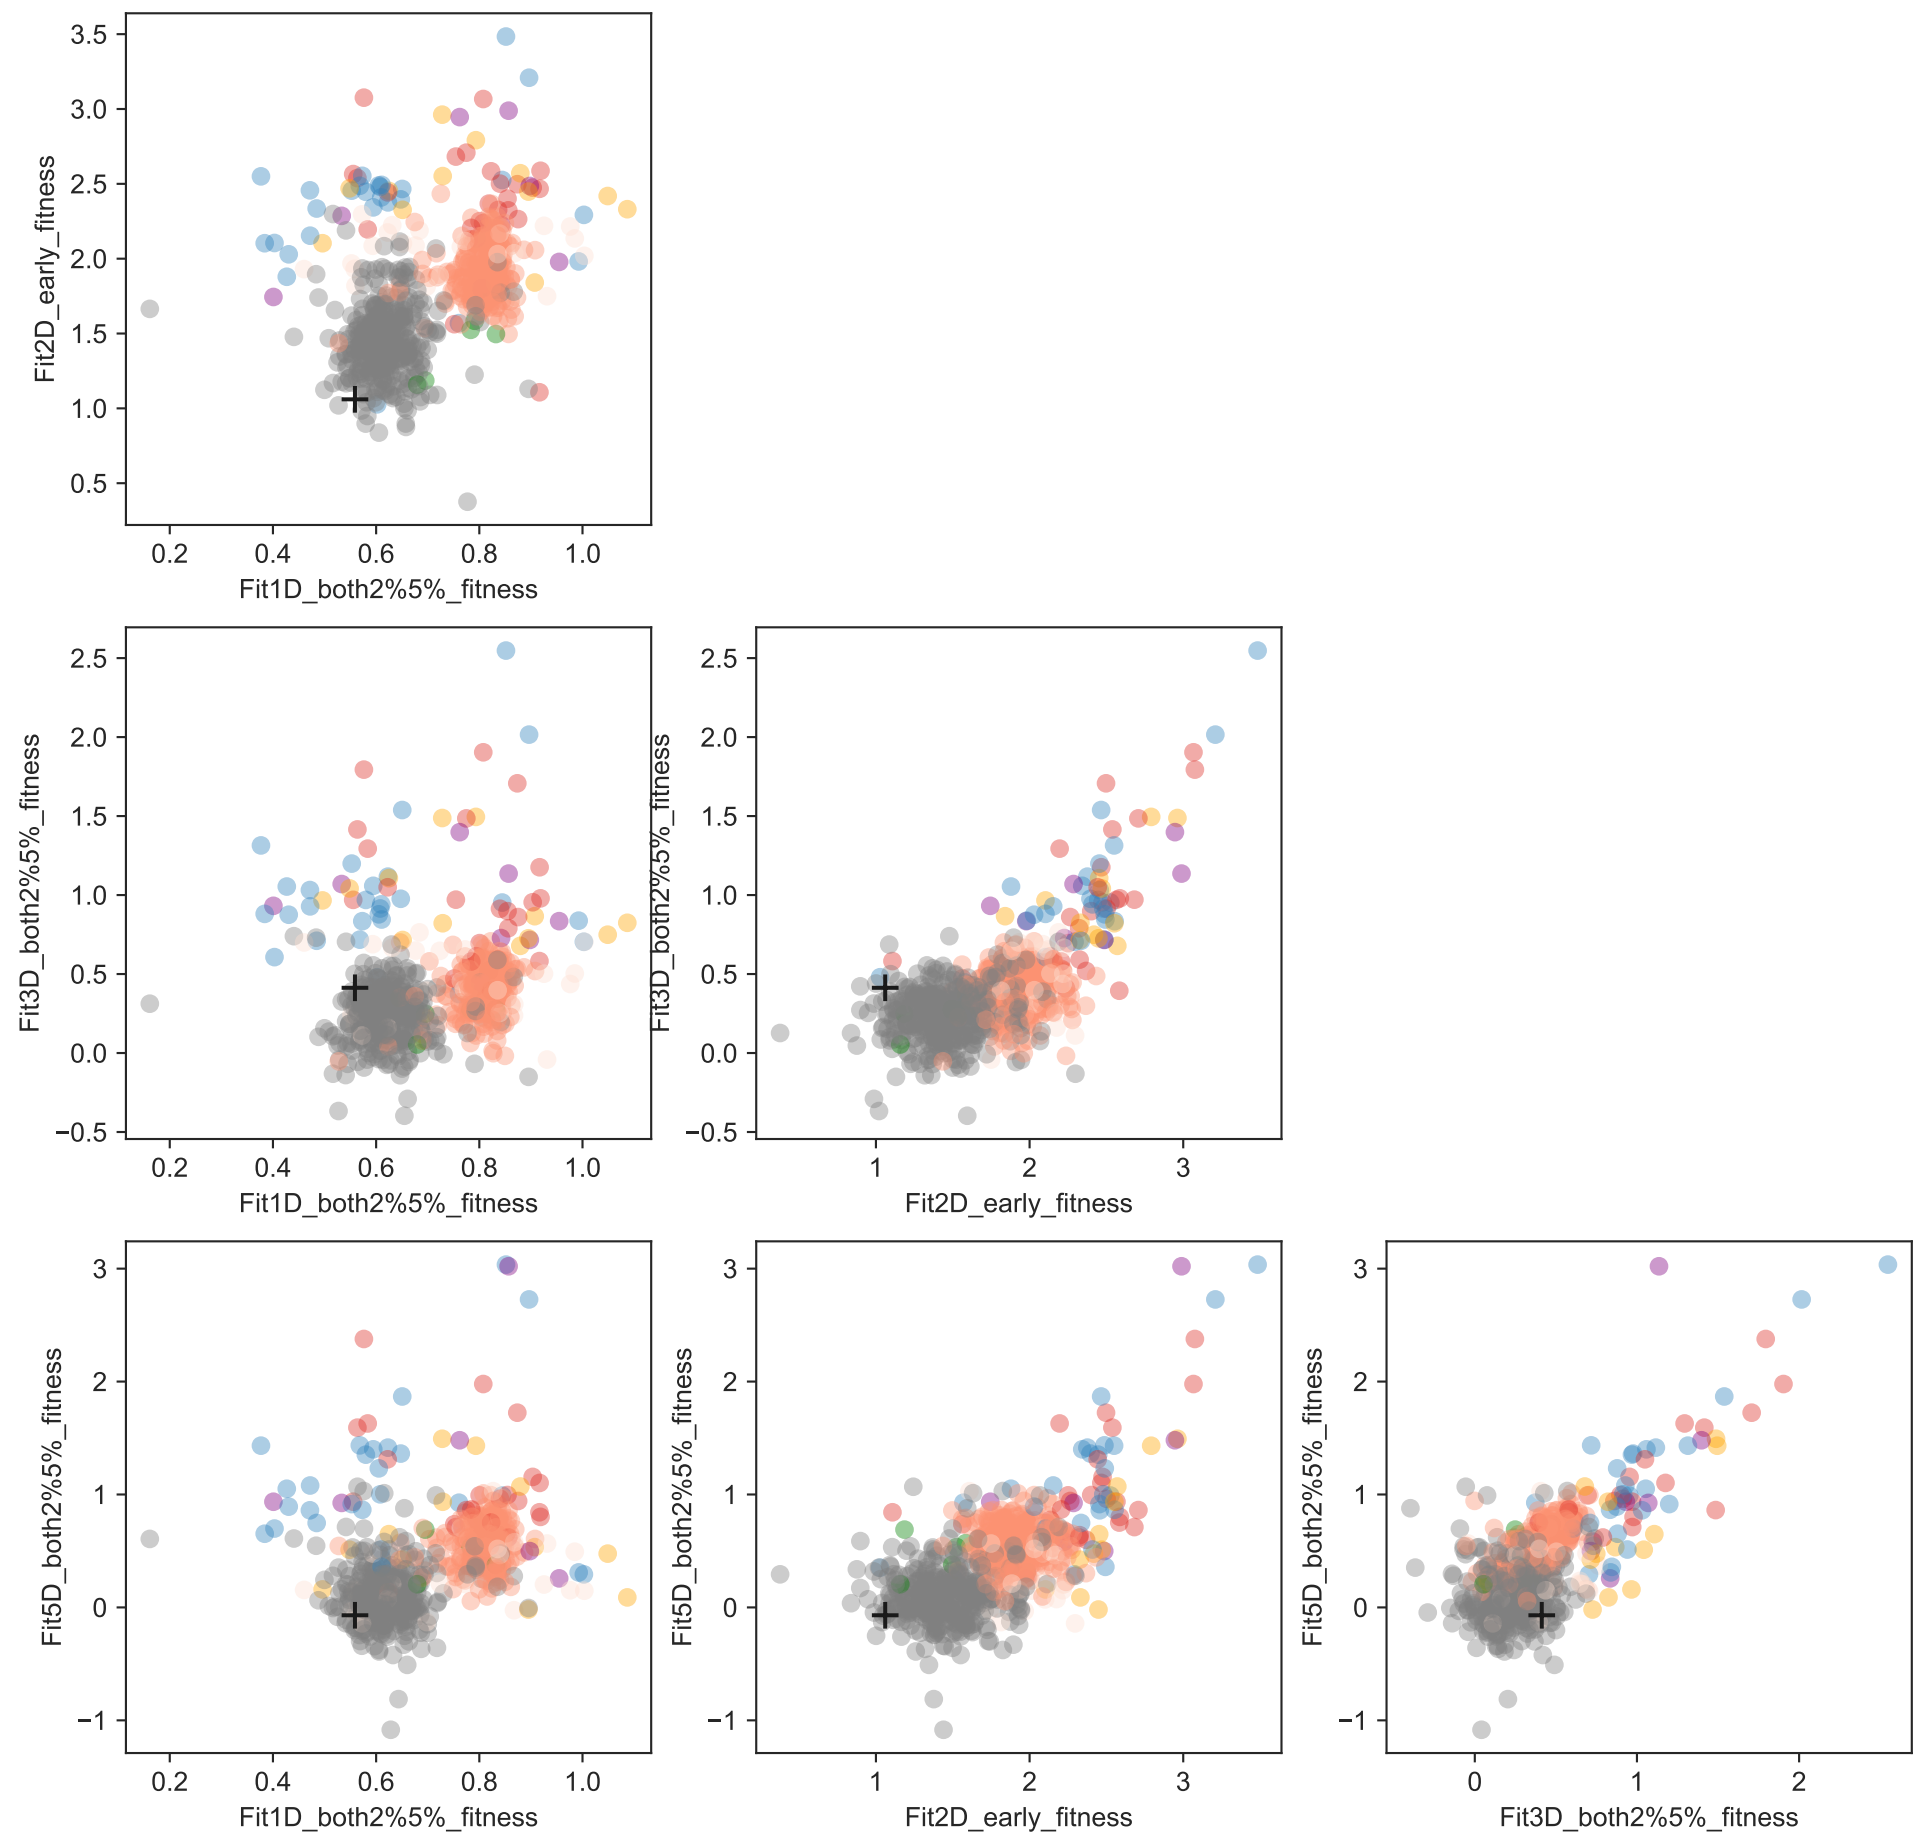 3.5
3.0
2.5
2.0
1.5
1.0
0.5
Fit2D_early_fitness
0.2 0.4 0.6 0.8 1.0
Fit1D_both2%5%_fitness
2.5
2.0
1.5
1.0
0.5
0.0
−0.5
Fit3D_both2%5%_fitness
0.2 0.4 0.6 0.8 1.0
Fit1D_both2%5%_fitness
2.5
2.0
1.5
1.0
0.5
0.0
−0.5
Fit3D_both2%5%_fitness
1 2 3
Fit2D_early_fitness
3
2
1
0
−1
Fit5D_both2%5%_fitness
0.2 0.4 0.6 0.8 1.0
Fit1D_both2%5%_fitness
3
2
1
0
−1
Fit5D_both2%5%_fitness
1 2 3
Fit2D_early_fitness
3
2
1
0
−1
Fit5D_both2%5%_fitness
0 1 2
Fit3D_both2%5%_fitness